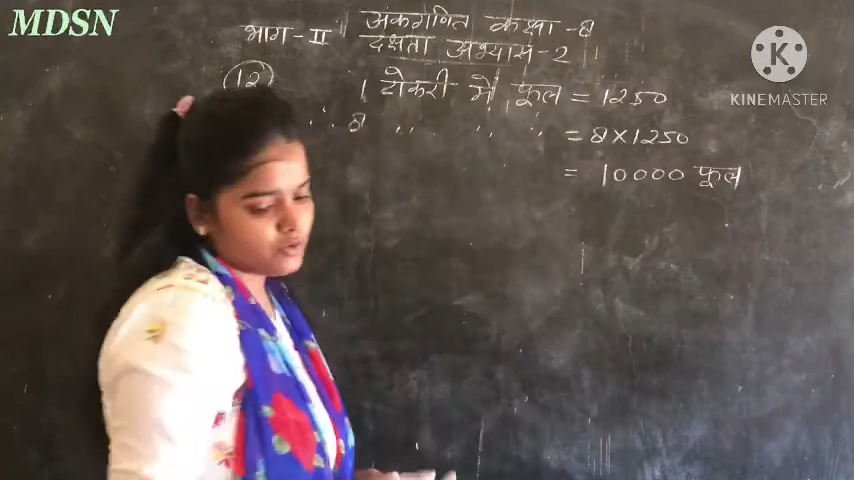 MDSN
भाग - II अंकगणित कक्षा - 8
दक्षता अभ्यास - 2
12 1 टोकरी में फूल = 1250
∴ 8 " " " = 8 × 1250
= 10000 फूल
K
KINEMASTER